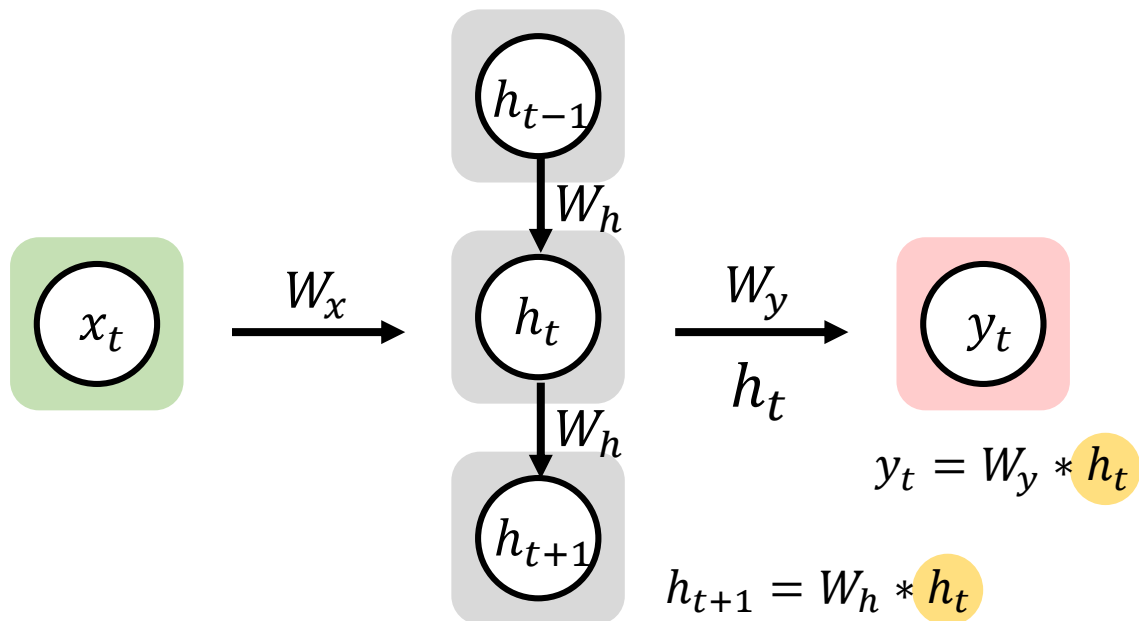 h_{t−1}
W_h
x_t
W_x
h_t
W_y
h_t
y_t
W_h
y_t = W_y ∗ h_t
h_{t+1}
h_{t+1} = W_h ∗ h_t